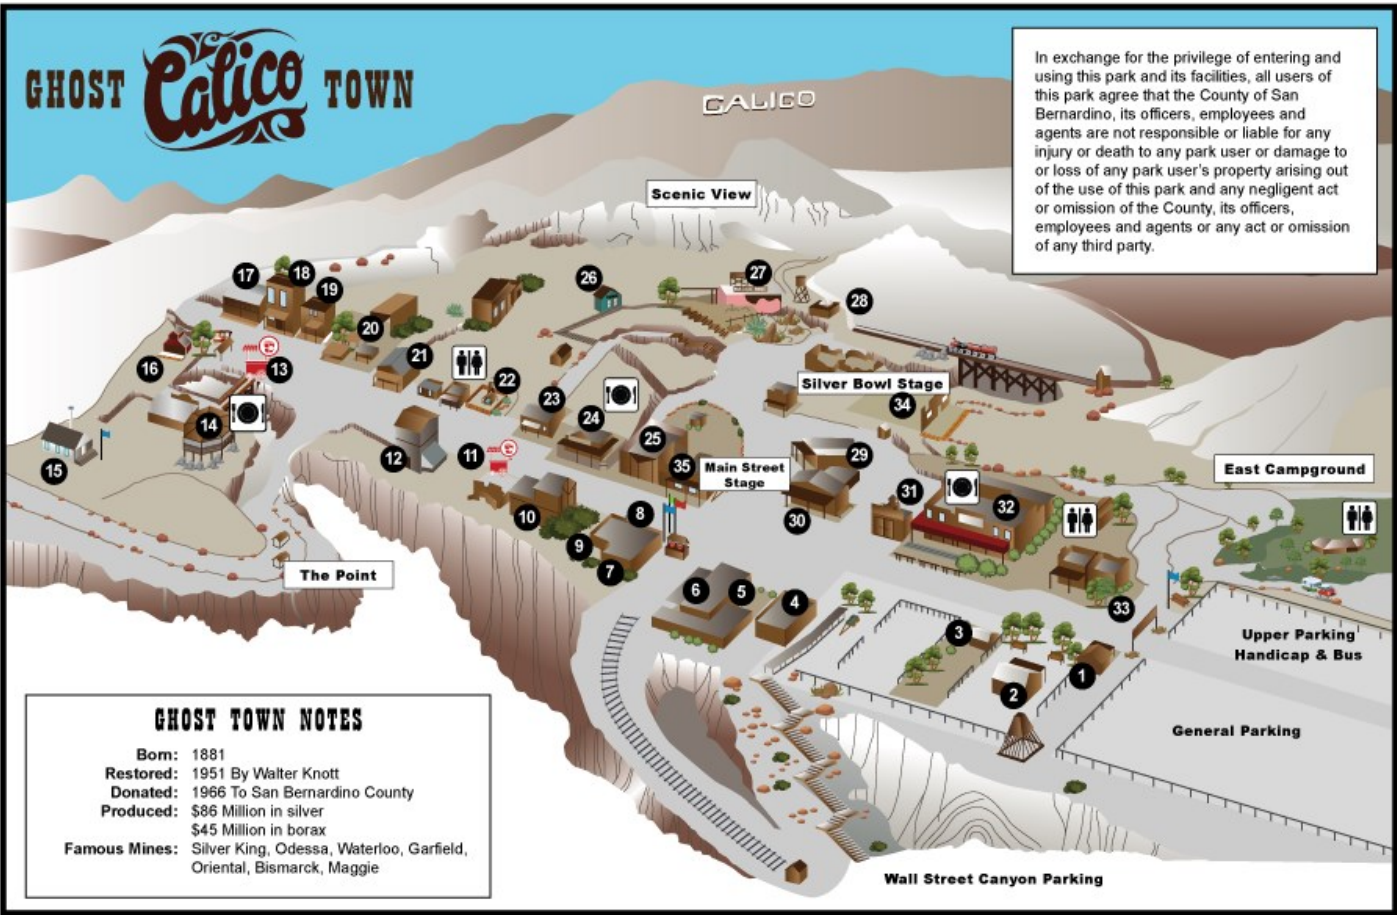 GHOST Calico TOWN
CALICO
In exchange for the privilege of entering and
using this park and its facilities, all users of
this park agree that the County of San
Bernardino, its officers, employees and
agents are not responsible or liable for any
injury or death to any park user or damage to
or loss of any park user's property arising out
of the use of this park and any negligent act
or omission of the County, its officers,
employees and agents or any act or omission
of any third party.
Scenic View
17
18
19
26
27
28
20
21
16
13
22
Silver Bowl Stage
34
23
24
14
15
12
11
25
35
Main Street
Stage
29
East Campground
30
31
32
10
8
9
7
The Point
6
5
4
33
3
Upper Parking
Handicap & Bus
1
2
General Parking
Wall Street Canyon Parking
GHOST TOWN NOTES
Born: 1881
Restored: 1951 By Walter Knott
Donated: 1966 To San Bernardino County
Produced: $86 Million in silver
$45 Million in borax
Famous Mines: Silver King, Odessa, Waterloo, Garfield,
Oriental, Bismarck, Maggie